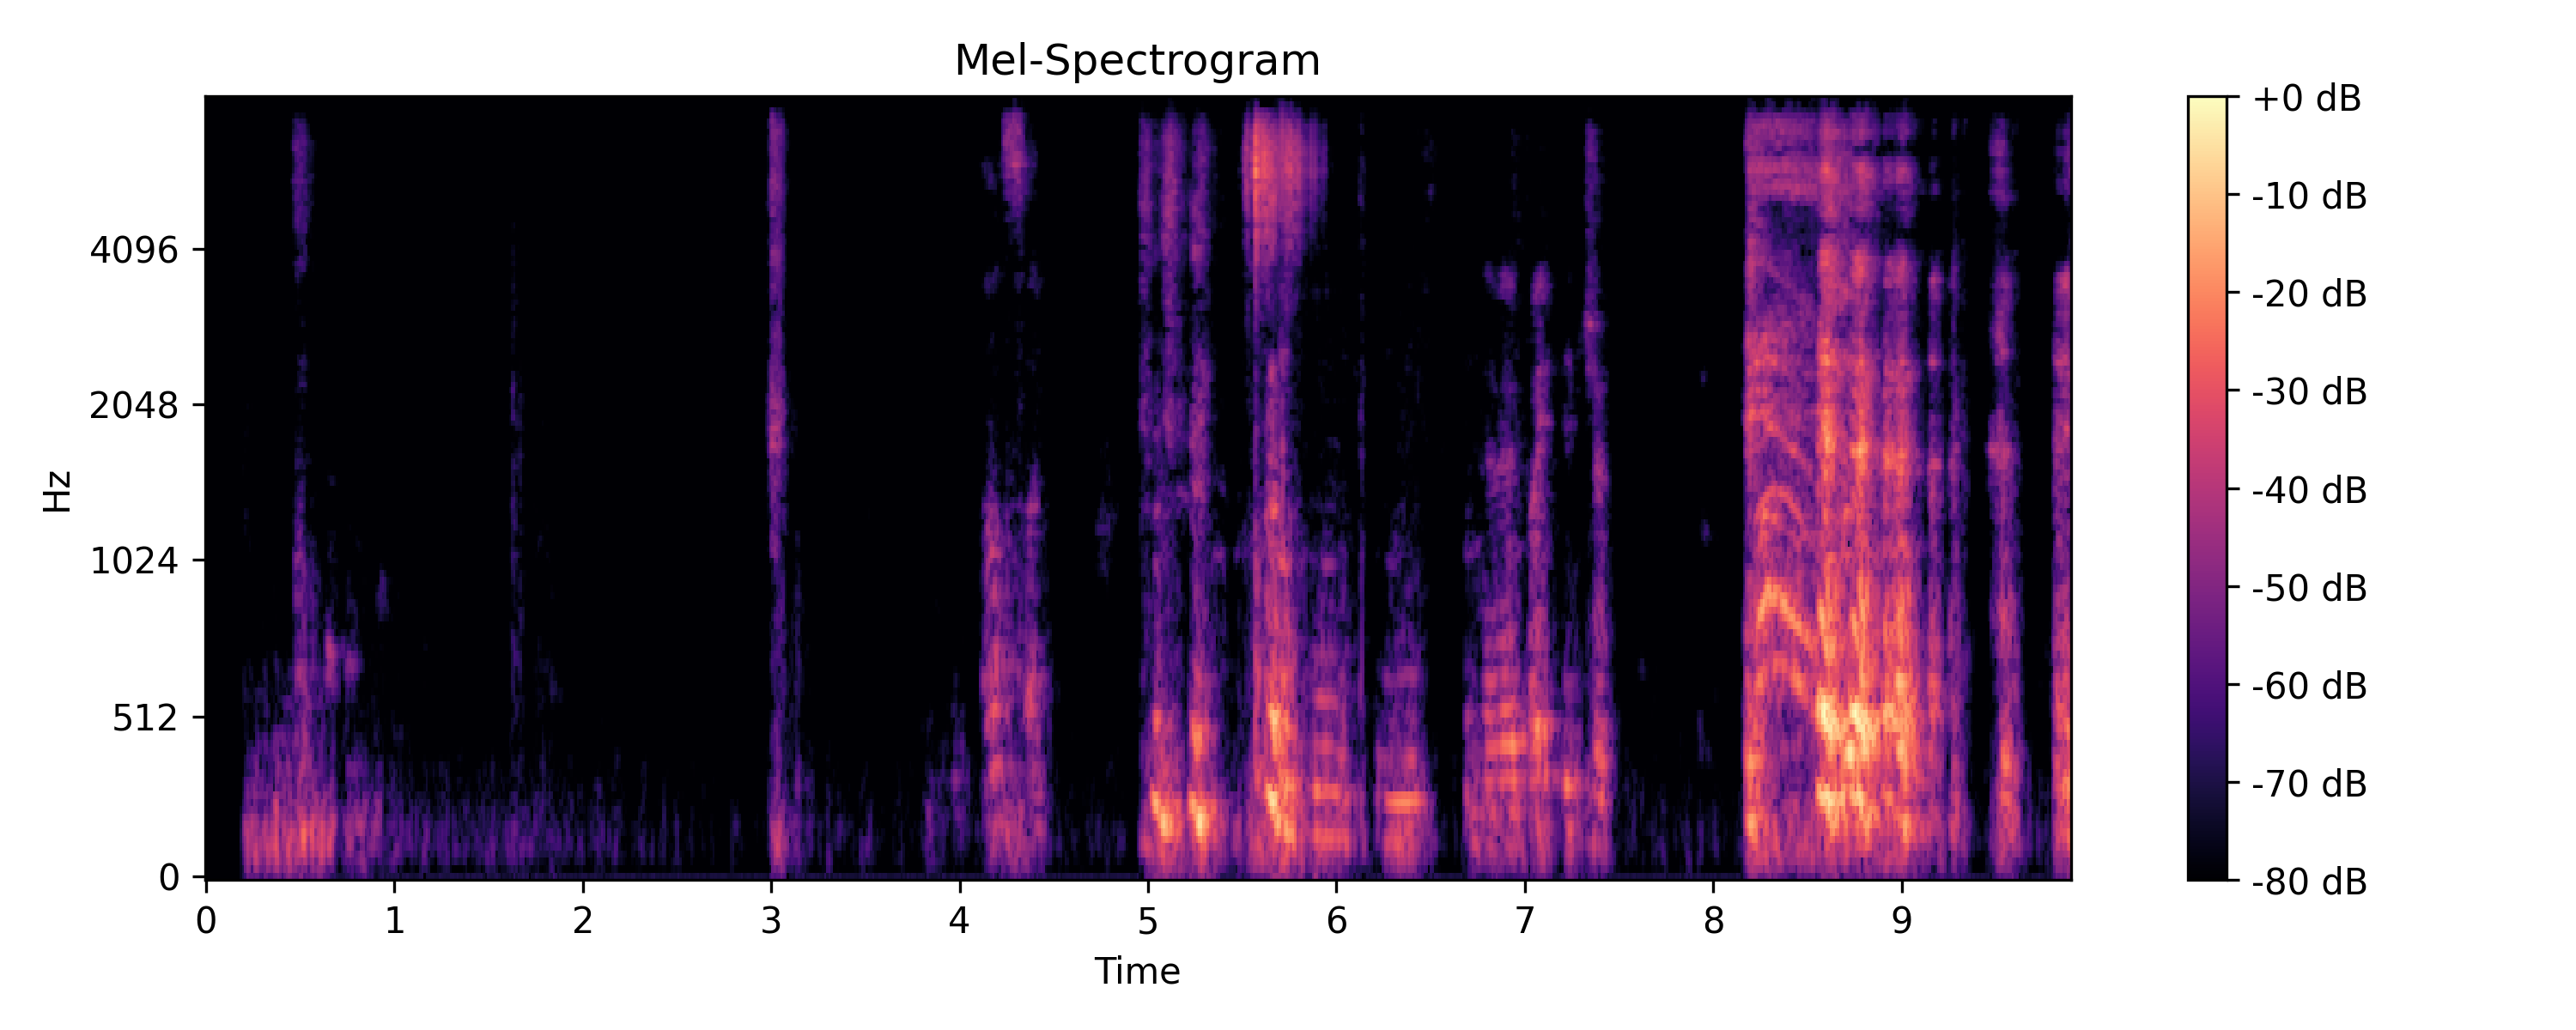 Mel-Spectrogram
+0 dB
-10 dB
-20 dB
-30 dB
-40 dB
-50 dB
-60 dB
-70 dB
-80 dB
Hz
4096
2048
1024
512
0
0 1 2 3 4 5 6 7 8 9
Time